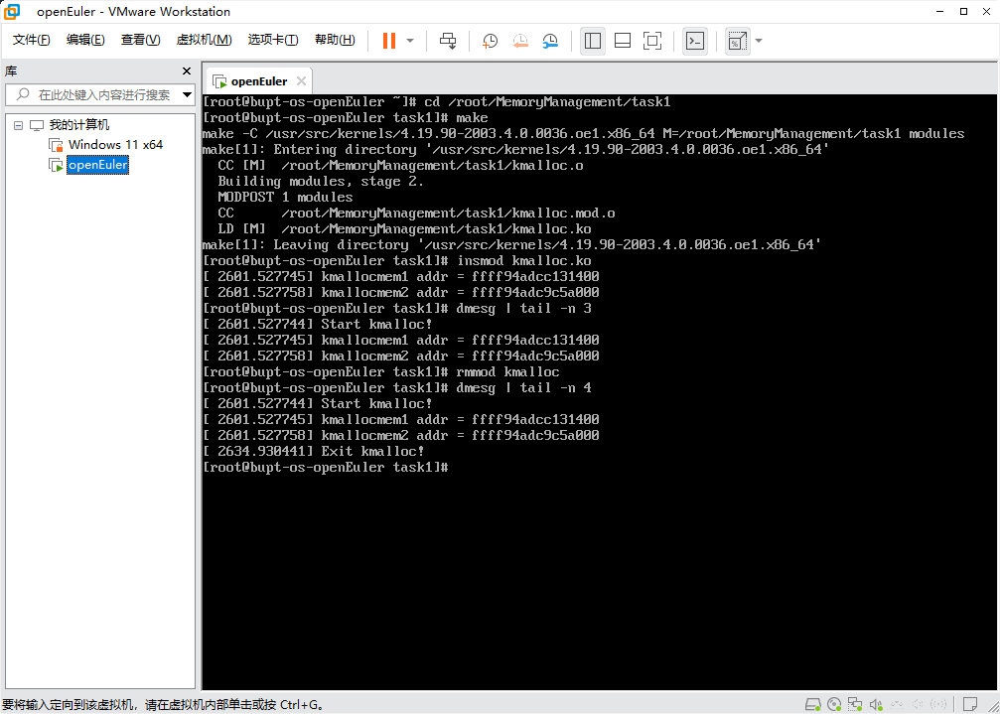 openEuler - VMware Workstation
文件(F) 编辑(E) 查看(V) 虚拟机(M) 选项卡(T) 帮助(H)
库
在此处键入内容进行搜索
我的计算机
Windows 11 x64
openEuler
openEuler
[root@bupt-os-openEuler ~]# cd /root/MemoryManagement/task1
[root@bupt-os-openEuler task1]# make
make -C /usr/src/kernels/4.19.90-2003.4.0.0036.oe1.x86_64 M=/root/MemoryManagement/task1 modules
make[1]: Entering directory '/usr/src/kernels/4.19.90-2003.4.0.0036.oe1.x86_64'
  CC [M]  /root/MemoryManagement/task1/kmalloc.o
  Building modules, stage 2.
  MODPOST 1 modules
  CC      /root/MemoryManagement/task1/kmalloc.mod.o
  LD [M]  /root/MemoryManagement/task1/kmalloc.ko
make[1]: Leaving directory '/usr/src/kernels/4.19.90-2003.4.0.0036.oe1.x86_64'
[root@bupt-os-openEuler task1]# insmod kmalloc.ko
[ 2601.527745] kmallocmem1 addr = ffff94adcc131400
[ 2601.527758] kmallocmem2 addr = ffff94adc9c5a000
[root@bupt-os-openEuler task1]# dmesg | tail -n 3
[ 2601.527744] Start kmalloc!
[ 2601.527745] kmallocmem1 addr = ffff94adcc131400
[ 2601.527758] kmallocmem2 addr = ffff94adc9c5a000
[root@bupt-os-openEuler task1]# rmmod kmalloc
[root@bupt-os-openEuler task1]# dmesg | tail -n 4
[ 2601.527744] Start kmalloc!
[ 2601.527745] kmallocmem1 addr = ffff94adcc131400
[ 2601.527758] kmallocmem2 addr = ffff94adc9c5a000
[ 2634.930441] Exit kmalloc!
[root@bupt-os-openEuler task1]#
要将输入定向到该虚拟机，请在虚拟机内部单击或按 Ctrl+G。